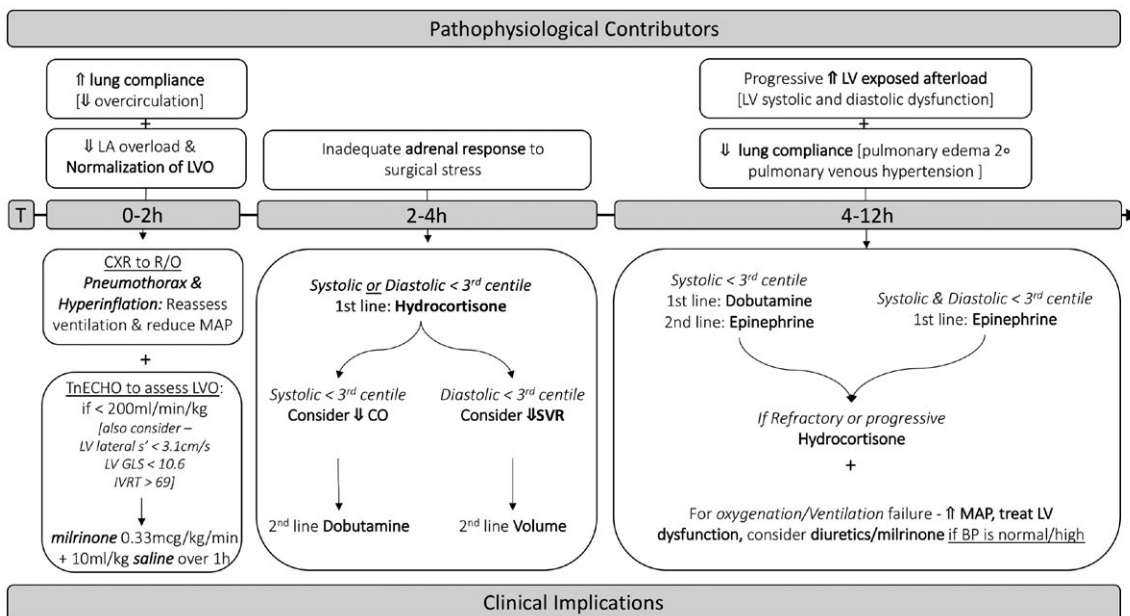 Pathophysiological Contributors
⇑ lung compliance
[⇓ overcirculation]
+
⇓ LA overload &
Normalization of LVO
Inadequate adrenal response to
surgical stress
Progressive ⇑ LV exposed afterload
[LV systolic and diastolic dysfunction]
+
⇓ lung compliance [pulmonary edema 2∘
pulmonary venous hypertension ]
T
0-2h
2-4h
4-12h
CXR to R/O
Pneumothorax &
Hyperinflation: Reassess
ventilation & reduce MAP
+
TnECHO to assess LVO:
if < 200ml/min/kg
[also consider –
LV lateral s’ < 3.1cm/s
LV GLS < 10.6
IVRT > 69]
milrinone 0.33mcg/kg/min
+ 10ml/kg saline over 1h
Systolic or Diastolic < 3rd centile
1st line: Hydrocortisone
Systolic < 3rd centile
Consider ⇓ CO
2nd line Dobutamine
Diastolic < 3rd centile
Consider ⇓SVR
2nd line Volume
Systolic < 3rd centile
1st line: Dobutamine
2nd line: Epinephrine
Systolic & Diastolic < 3rd centile
1st line: Epinephrine
If Refractory or progressive
Hydrocortisone
+
For oxygenation/Ventilation failure - ⇑ MAP, treat LV
dysfunction, consider diuretics/milrinone if BP is normal/high
Clinical Implications